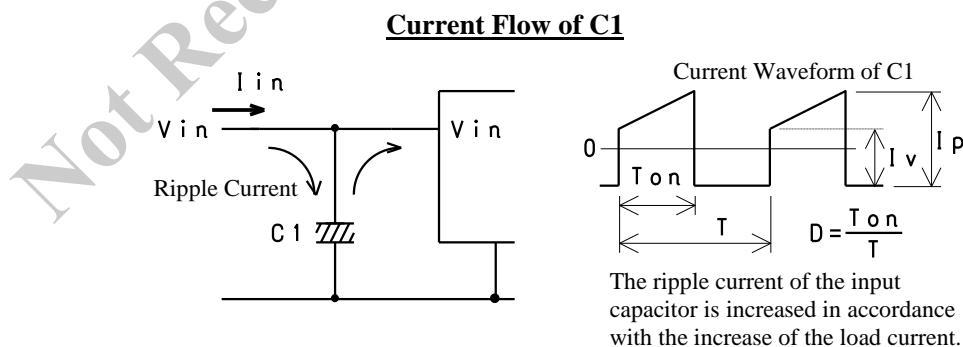 Current Flow of C1
Not Rec
Iin
Vin
Vin
Ripple Current
C1
Current Waveform of C1
0
Ip
Iv
Ton
T
D=Ton/T
The ripple current of the input
capacitor is increased in accordance
with the increase of the load current.